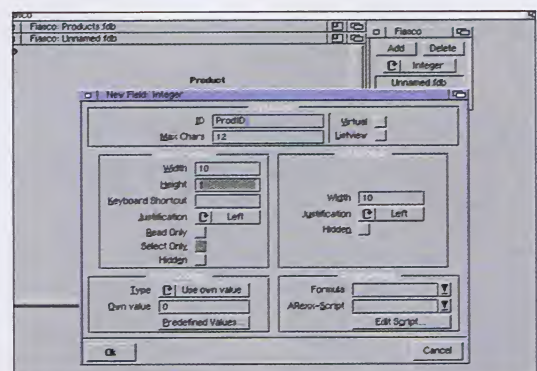 Fiasco: Products.fdb
Fiasco: Unnamed.fdb
Fiasco
Add Delete
Integer
Unnamed.fdb
Product
New Field: Integer
ID ProdID
Max Chars 12
Virtual
Listview
Width 10
Height 1
Keyboard Shortcut
Justification Left
Read Only
Select Only
Hidden
Width 10
Justification Left
Hidden
Type Use own value
Own value 0
Predefined Values...
Formula
ARexx-Script
Edit Script...
Ok
Cancel